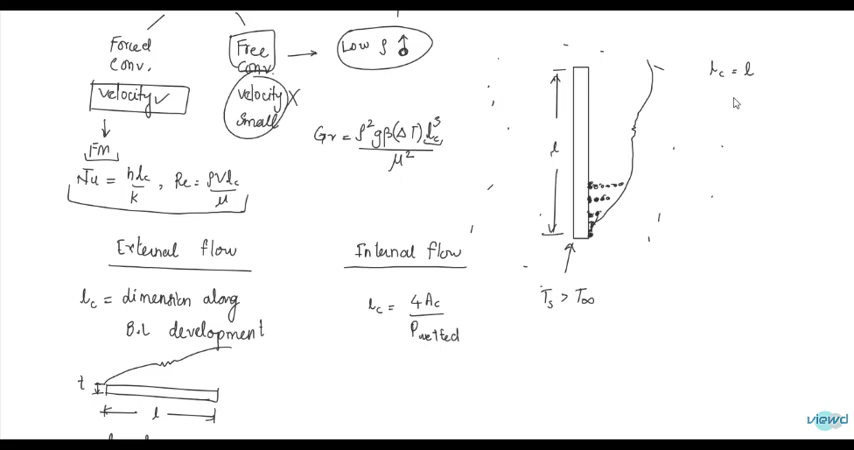 Forced
Conv.
Free
Conv.
Low ρ ↑
velocity ✓
velocity X
small
FM
Nu = hlc/k , Re = ρVlc/μ
Gr = ρ²gβ(ΔT)lc³/μ²
External flow
lc = dimension along
B.L development
t
l
Internal flow
lc = 4Ac/Pwetted
l
lc = l
Ts > T∞
viewd